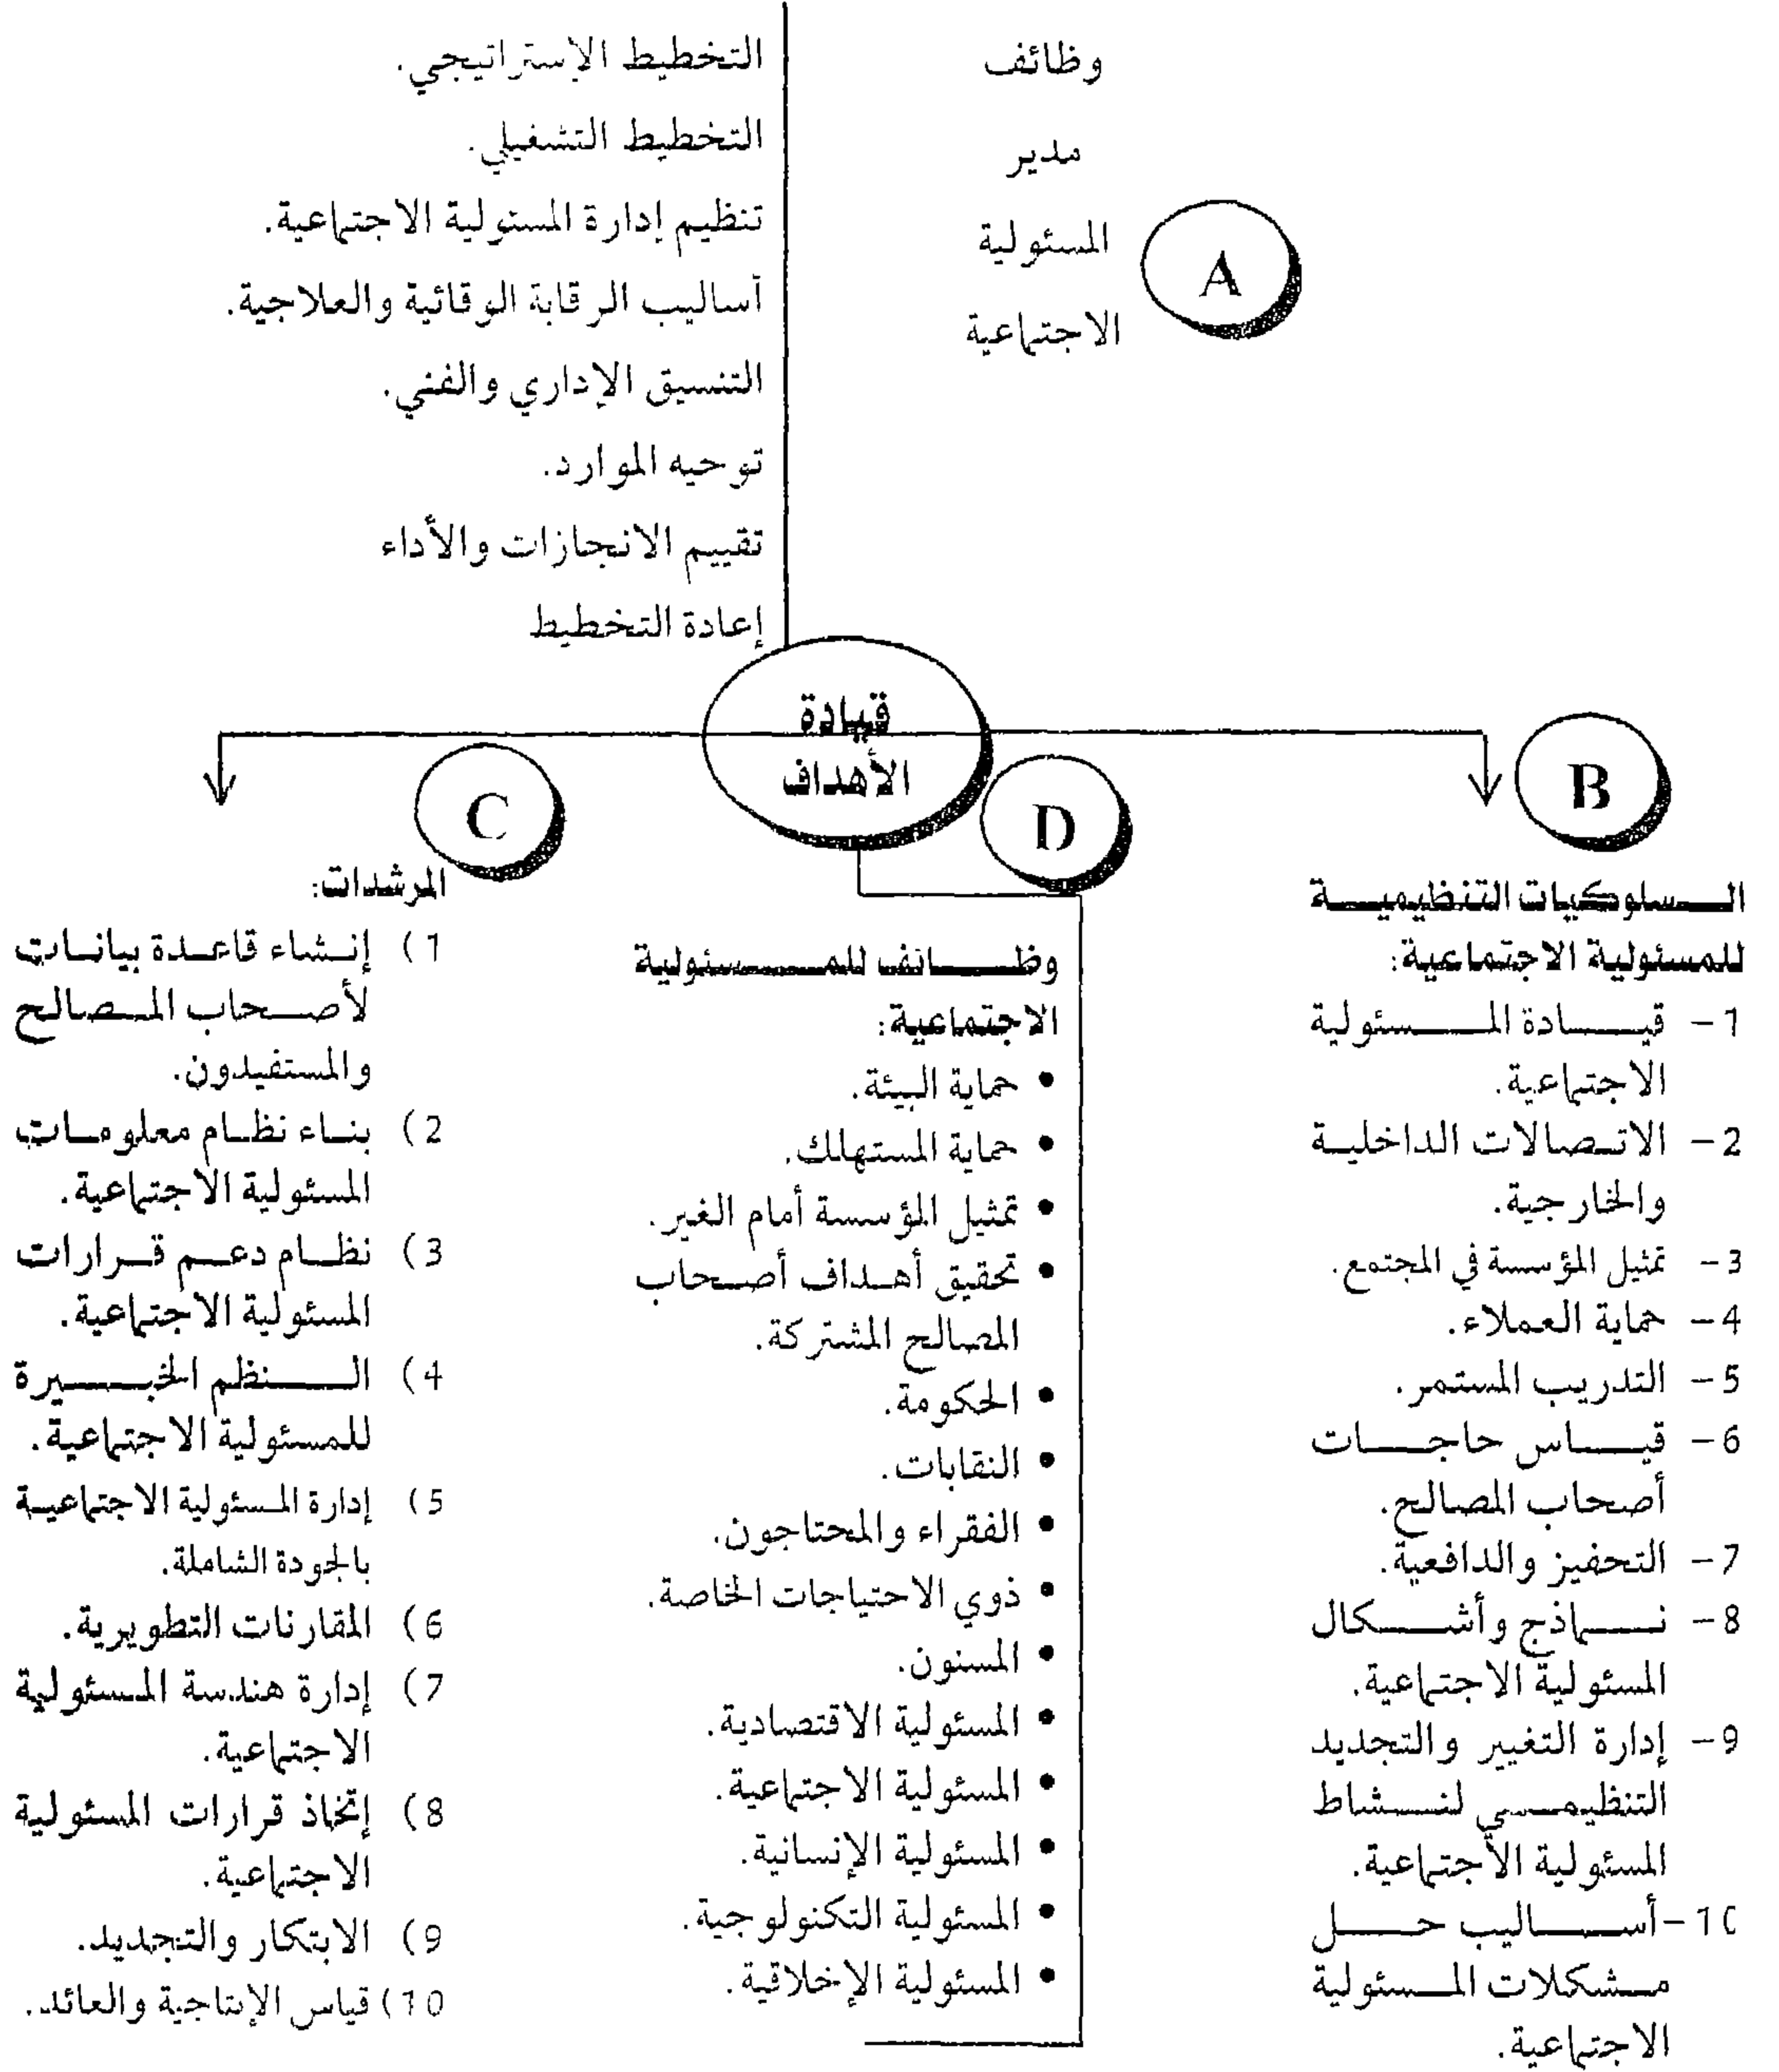 وظائف
مدير
المسئولية
الاجتماعية
A
التخطيط الإستراتيجي.
التخطيط التشغيلي.
تنظيم إدارة المسئولية الاجتماعية.
أساليب الرقابة الوقائية والعلاجية.
التنسيق الإداري والفني.
توجيه الموارد.
تقييم الانجازات والأداء
إعادة التخطيط
قيادة
الأهداف
B
السلوكيات التنظيمية
للمسئولية الاجتماعية:
1- قيادة المسئولية
الاجتماعية.
2- الاتصالات الداخلية
والخارجية.
3- تمثيل المؤسسة في المجتمع.
4- حماية العملاء.
5- التدريب المستمر.
6- قياس حاجات
أصحاب المصالح.
7- التحفيز والدافعية.
8- نماذج وأشكال
المسئولية الاجتماعية.
9- إدارة التغيير والتجديد
التنظيمي لنشاط
المسئولية الاجتماعية.
10- أساليب حل
مشكلات المسئولية
الاجتماعية.
D
وظائف للمسئولية
الاجتماعية:
• حماية البيئة.
• حماية المستهلك.
• تمثيل المؤسسة أمام الغير.
• تحقيق أهداف أصحاب
المصالح المشتركة.
• الحكومة.
• النقابات.
• الفقراء والمحتاجون.
• ذوي الاحتياجات الخاصة.
• المسنون.
• المسئولية الاقتصادية.
• المسئولية الاجتماعية.
• المسئولية الإنسانية.
• المسئولية التكنولوجية.
• المسئولية الإخلاقية.
C
المرشدات:
1) إنشاء قاعدة بيانات
لأصحاب المصالح
والمستفيدون.
2) بناء نظام معلومات
المسئولية الاجتماعية.
3) نظام دعم قرارات
المسئولية الاجتماعية.
4) النظم الخبيرة
للمسئولية الاجتماعية.
5) إدارة المسئولية الاجتماعية
بالجودة الشاملة.
6) المقارنات التطويرية.
7) إدارة هندسة المسئولية
الاجتماعية.
8) إتخاذ قرارات المسئولية
الاجتماعية.
9) الابتكار والتجديد.
10) قياس الإنتاجية والعائد.